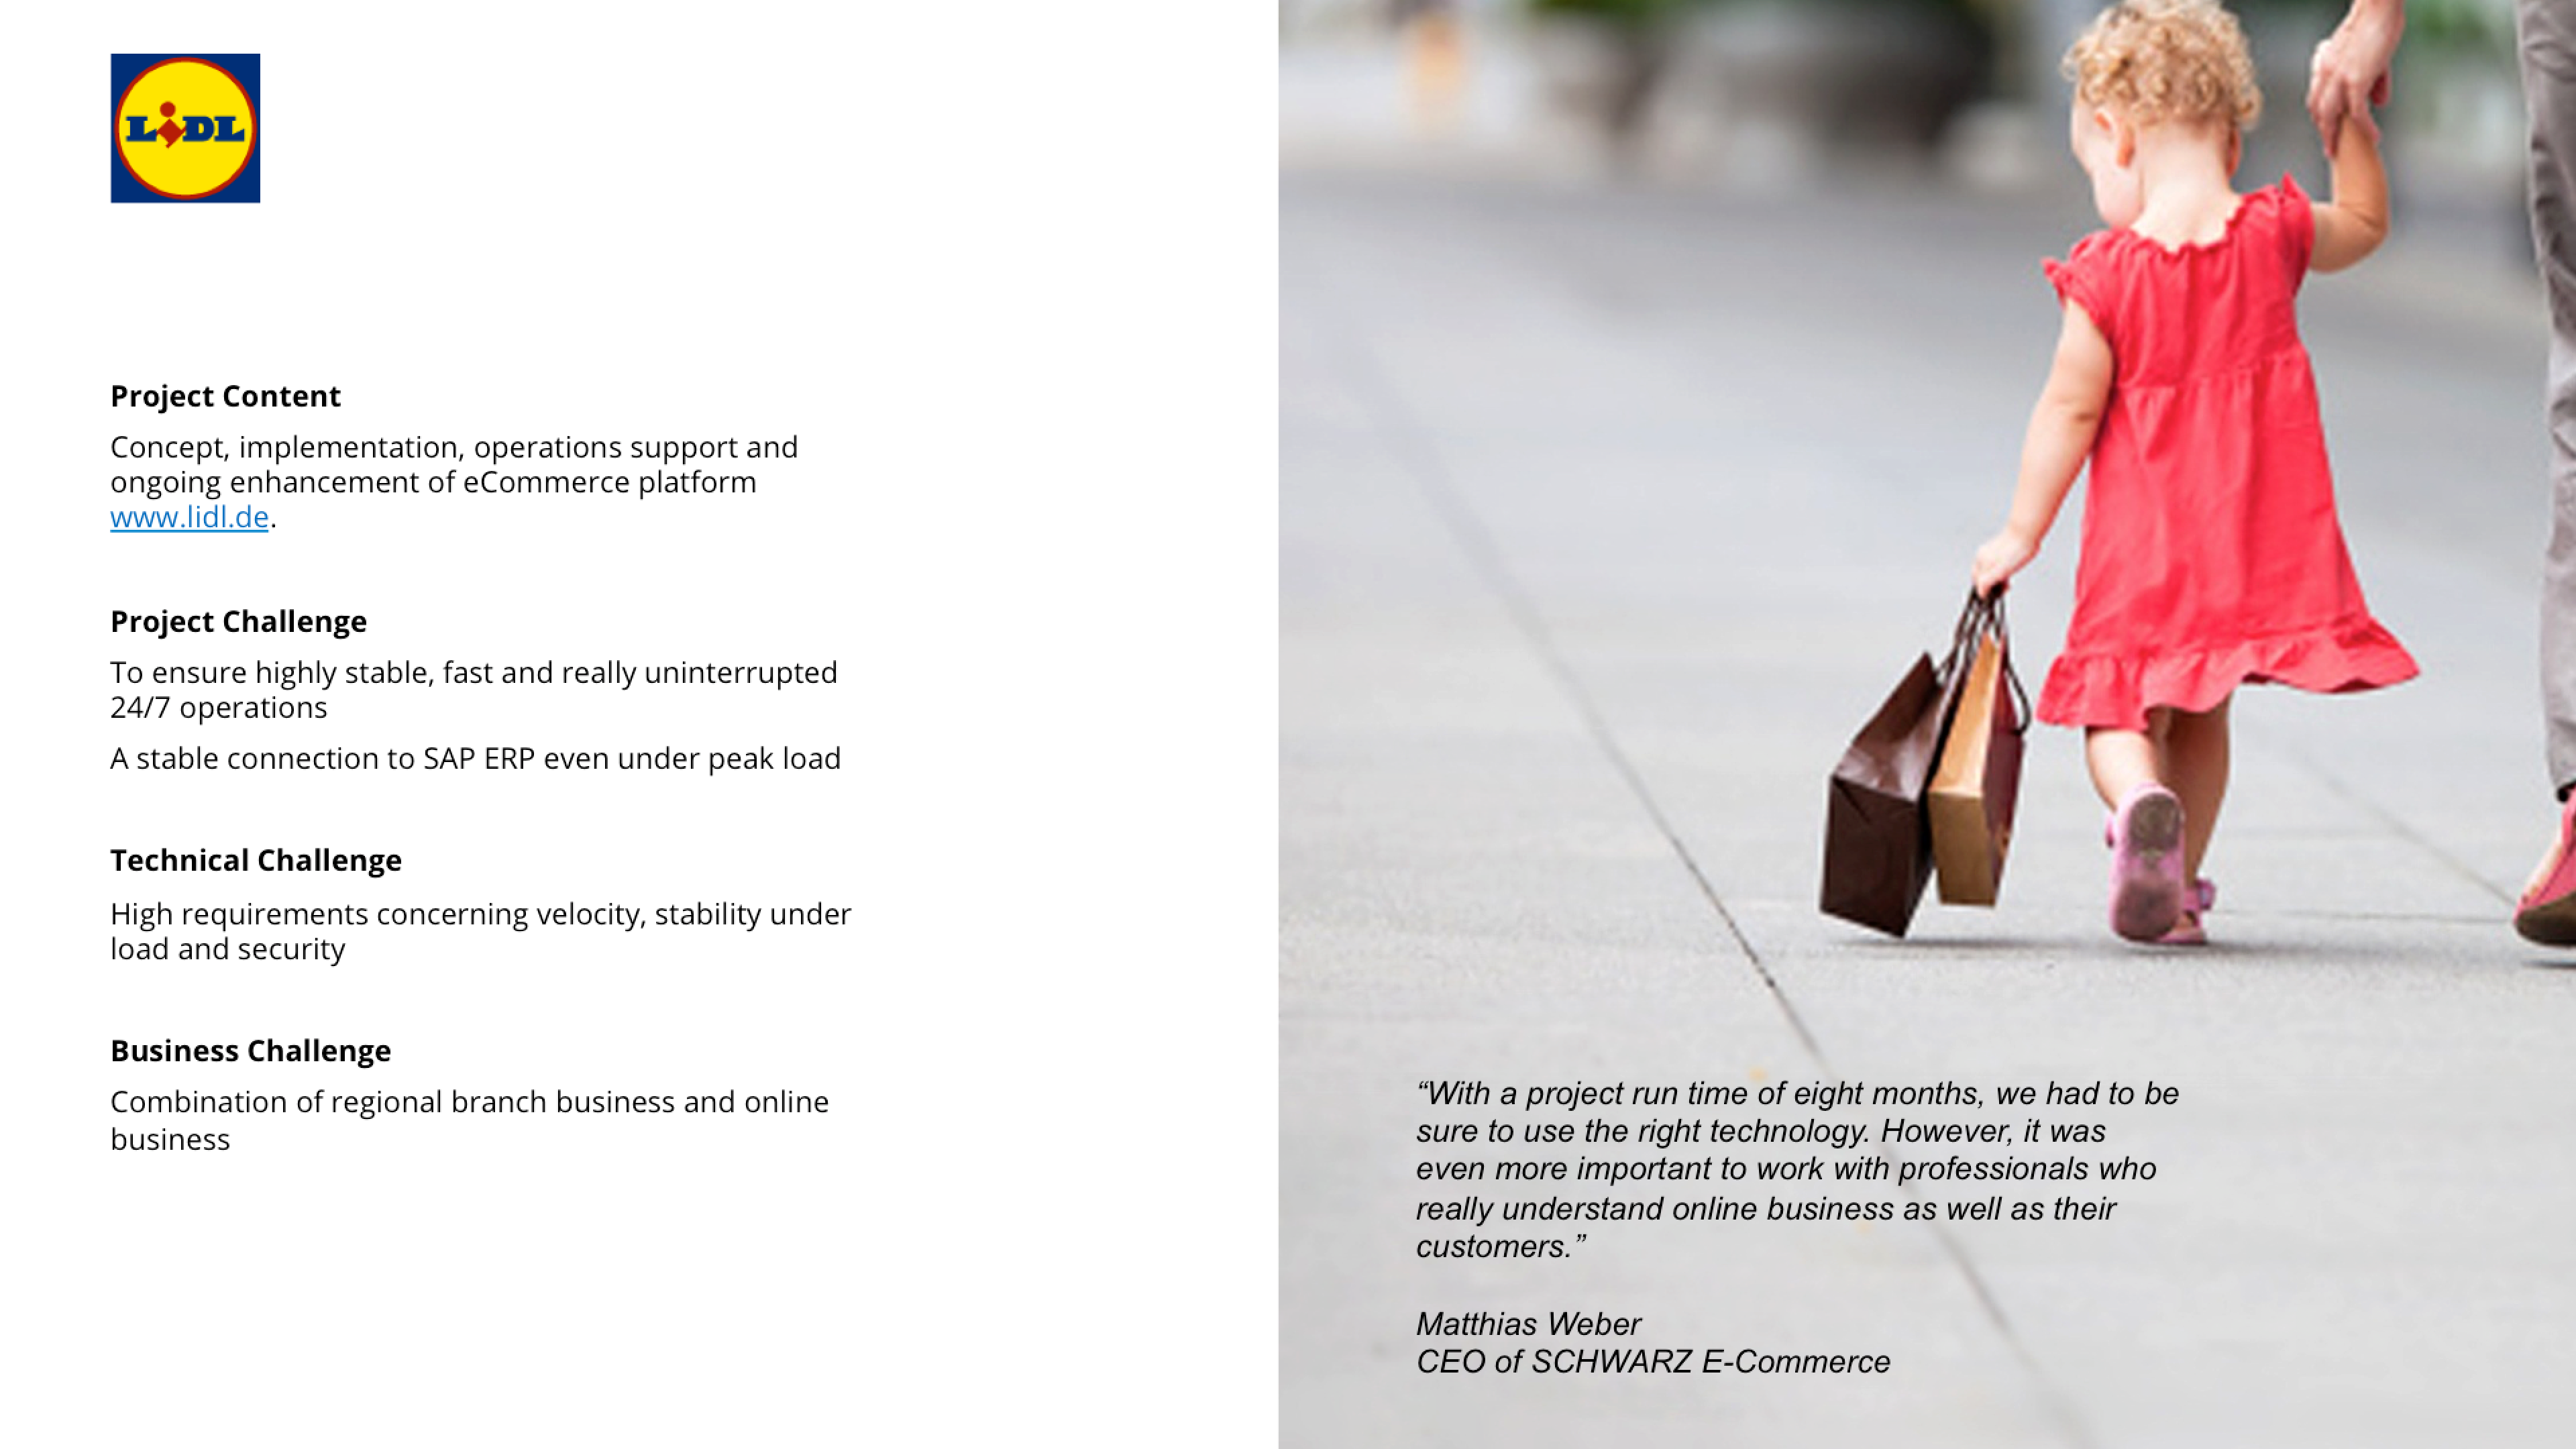 LiDL
Project Content
Concept, implementation, operations support and
ongoing enhancement of eCommerce platform
www.lidl.de.
Project Challenge
To ensure highly stable, fast and really uninterrupted
24/7 operations
A stable connection to SAP ERP even under peak load
Technical Challenge
High requirements concerning velocity, stability under
load and security
Business Challenge
Combination of regional branch business and online
business
“With a project run time of eight months, we had to be
sure to use the right technology. However, it was
even more important to work with professionals who
really understand online business as well as their
customers.”
Matthias Weber
CEO of SCHWARZ E-Commerce